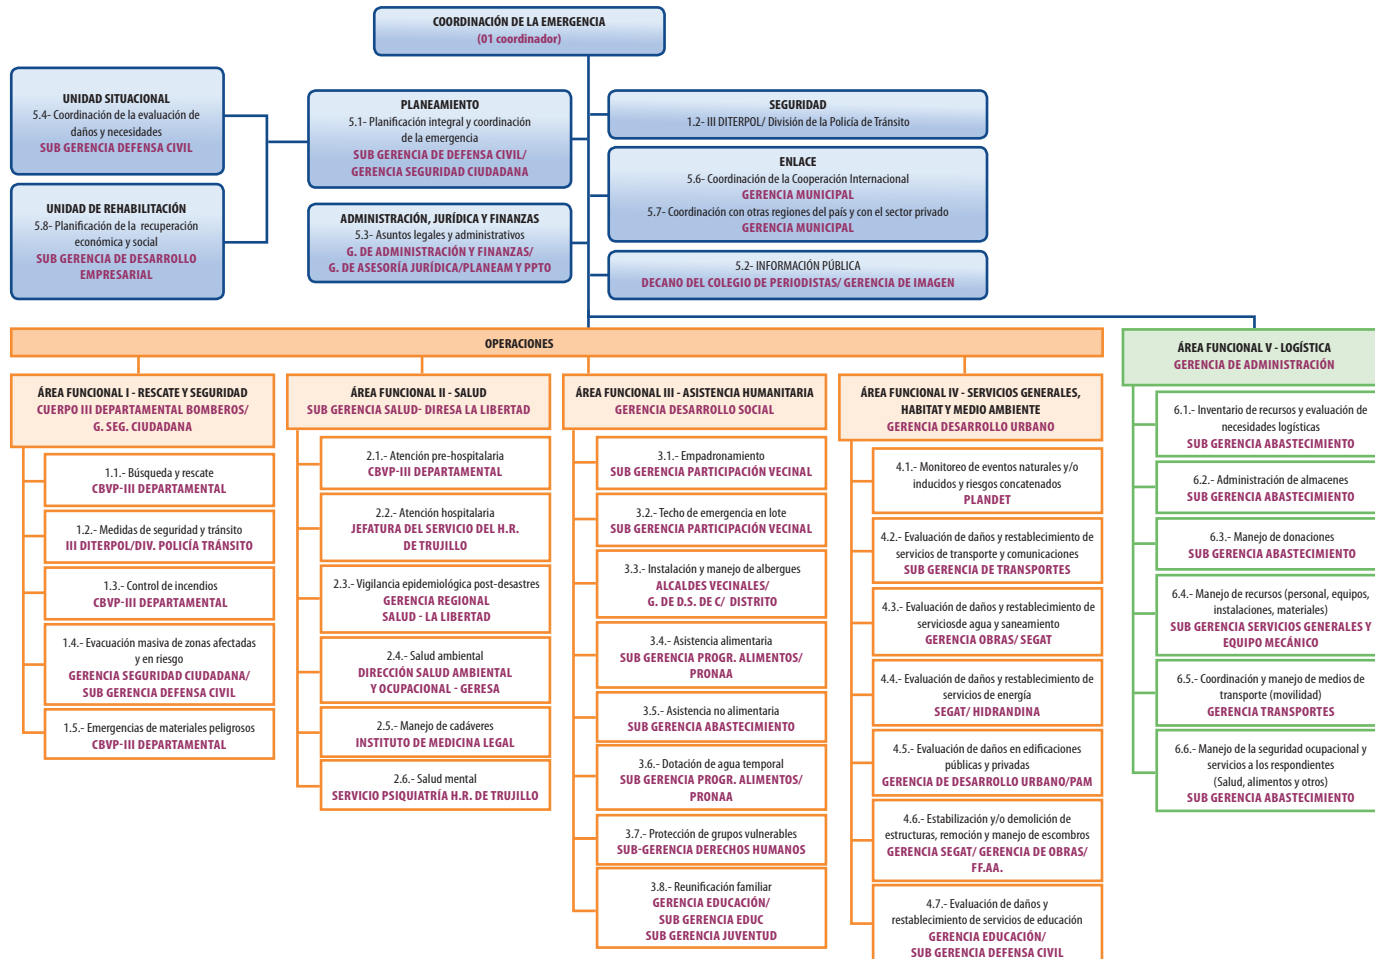 COORDINACIÓN DE LA EMERGENCIA
(01 coordinador)
UNIDAD SITUACIONAL
5.4- Coordinación de la evaluación de
daños y necesidades
SUB GERENCIA DEFENSA CIVIL
UNIDAD DE REHABILITACIÓN
5.8- Planificación de la recuperación
económica y social
SUB GERENCIA DE DESARROLLO
EMPRESARIAL
PLANEAMIENTO
5.1- Planificación integral y coordinación
de la emergencia
SUB GERENCIA DE DEFENSA CIVIL/
GERENCIA SEGURIDAD CIUDADANA
ADMINISTRACIÓN, JURÍDICA Y FINANZAS
5.3- Asuntos legales y administrativos
G. DE ADMINISTRACIÓN Y FINANZAS/
G. DE ASESORÍA JURÍDICA/PLANEAM Y PPTO
SEGURIDAD
1.2- III DITERPOL/ División de la Policía de Tránsito
ENLACE
5.6- Coordinación de la Cooperación Internacional
GERENCIA MUNICIPAL
5.7- Coordinación con otras regiones del país y con el sector privado
GERENCIA MUNICIPAL
5.2- INFORMACIÓN PÚBLICA
DECANO DEL COLEGIO DE PERIODISTAS/ GERENCIA DE IMAGEN
OPERACIONES
ÁREA FUNCIONAL I - RESCATE Y SEGURIDAD
CUERPO III DEPARTAMENTAL BOMBEROS/
G. SEG. CIUDADANA
1.1.- Búsqueda y rescate
CBVP-III DEPARTAMENTAL
1.2.- Medidas de seguridad y tránsito
III DITERPOL/DIV. POLICÍA TRÁNSITO
1.3.- Control de incendios
CBVP-III DEPARTAMENTAL
1.4.- Evacuación masiva de zonas afectadas
y en riesgo
GERENCIA SEGURIDAD CIUDADANA/
SUB GERENCIA DEFENSA CIVIL
1.5.- Emergencias de materiales peligrosos
CBVP-III DEPARTAMENTAL
ÁREA FUNCIONAL II - SALUD
SUB GERENCIA SALUD- DIRESA LA LIBERTAD
2.1.- Atención pre-hospitalaria
CBVP-III DEPARTAMENTAL
2.2.- Atención hospitalaria
JEFATURA DEL SERVICIO DEL H.R.
DE TRUJILLO
2.3.- Vigilancia epidemiológica post-desastres
GERENCIA REGIONAL
SALUD - LA LIBERTAD
2.4.- Salud ambiental
DIRECCIÓN SALUD AMBIENTAL
Y OCUPACIONAL - GERESA
2.5.- Manejo de cadáveres
INSTITUTO DE MEDICINA LEGAL
2.6.- Salud mental
SERVICIO PSIQUIATRÍA H.R. DE TRUJILLO
ÁREA FUNCIONAL III - ASISTENCIA HUMANITARIA
GERENCIA DESARROLLO SOCIAL
3.1.- Empadronamiento
SUB GERENCIA PARTICIPACIÓN VECINAL
3.2.- Techo de emergencia en lote
SUB GERENCIA PARTICIPACIÓN VECINAL
3.3.- Instalación y manejo de albergues
ALCALDES VECINALES/
G. DE D.S. DE C/ DISTRITO
3.4.- Asistencia alimentaria
SUB GERENCIA PROGR. ALIMENTOS/
PRONAA
3.5.- Asistencia no alimentaria
SUB GERENCIA ABASTECIMIENTO
3.6.- Dotación de agua temporal
SUB GERENCIA PROGR. ALIMENTOS/
PRONAA
3.7.- Protección de grupos vulnerables
SUB-GERENCIA DERECHOS HUMANOS
3.8.- Reunificación familiar
GERENCIA EDUCACIÓN/
SUB GERENCIA EDUC
SUB GERENCIA JUVENTUD
ÁREA FUNCIONAL IV - SERVICIOS GENERALES,
HABITAT Y MEDIO AMBIENTE
GERENCIA DESARROLLO URBANO
4.1.- Monitoreo de eventos naturales y/o
inducidos y riesgos concatenados
PLANDET
4.2.- Evaluación de daños y restablecimiento de
servicios de transporte y comunicaciones
SUB GERENCIA DE TRANSPORTES
4.3.- Evaluación de daños y restablecimiento de
serviciosde agua y saneamiento
GERENCIA OBRAS/ SEGAT
4.4.- Evaluación de daños y restablecimiento de
servicios de energía
SEGAT/ HIDRANDINA
4.5.- Evaluación de daños en edificaciones
públicas y privadas
GERENCIA DE DESARROLLO URBANO/PAM
4.6.- Estabilización y/o demolición de
estructuras, remoción y manejo de escombros
GERENCIA SEGAT/ GERENCIA DE OBRAS/
FF.AA.
4.7.- Evaluación de daños y
restablecimiento de servicios de educación
GERENCIA EDUCACIÓN/
SUB GERENCIA DEFENSA CIVIL
ÁREA FUNCIONAL V - LOGÍSTICA
GERENCIA DE ADMINISTRACIÓN
6.1.- Inventario de recursos y evaluación de
necesidades logísticas
SUB GERENCIA ABASTECIMIENTO
6.2.- Administración de almacenes
SUB GERENCIA ABASTECIMIENTO
6.3.- Manejo de donaciones
SUB GERENCIA ABASTECIMIENTO
6.4.- Manejo de recursos (personal, equipos,
instalaciones, materiales)
SUB GERENCIA SERVICIOS GENERALES Y
EQUIPO MECÁNICO
6.5.- Coordinación y manejo de medios de
transporte (movilidad)
GERENCIA TRANSPORTES
6.6.- Manejo de la seguridad ocupacional y
servicios a los respondientes
(Salud, alimentos y otros)
SUB GERENCIA ABASTECIMIENTO